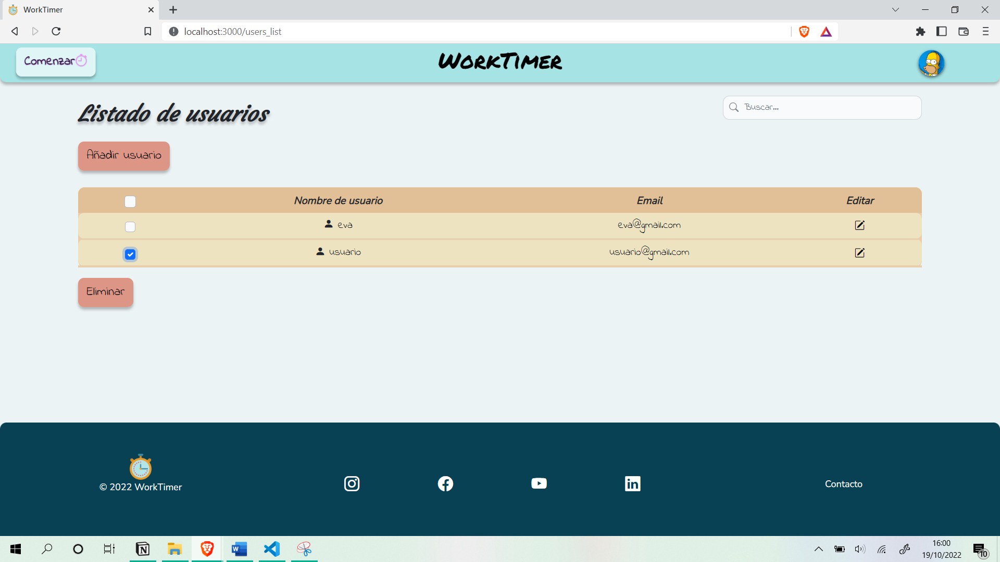 WorkTimer
localhost:3000/users_list
Comenzar
WorkTimer
Listado de usuarios
Buscar...
Añadir usuario
Nombre de usuario Email Editar
eva eva@gmail.com
usuario usuario@gmail.com
Eliminar
© 2022 WorkTimer
Contacto
16:00
19/10/2022
10